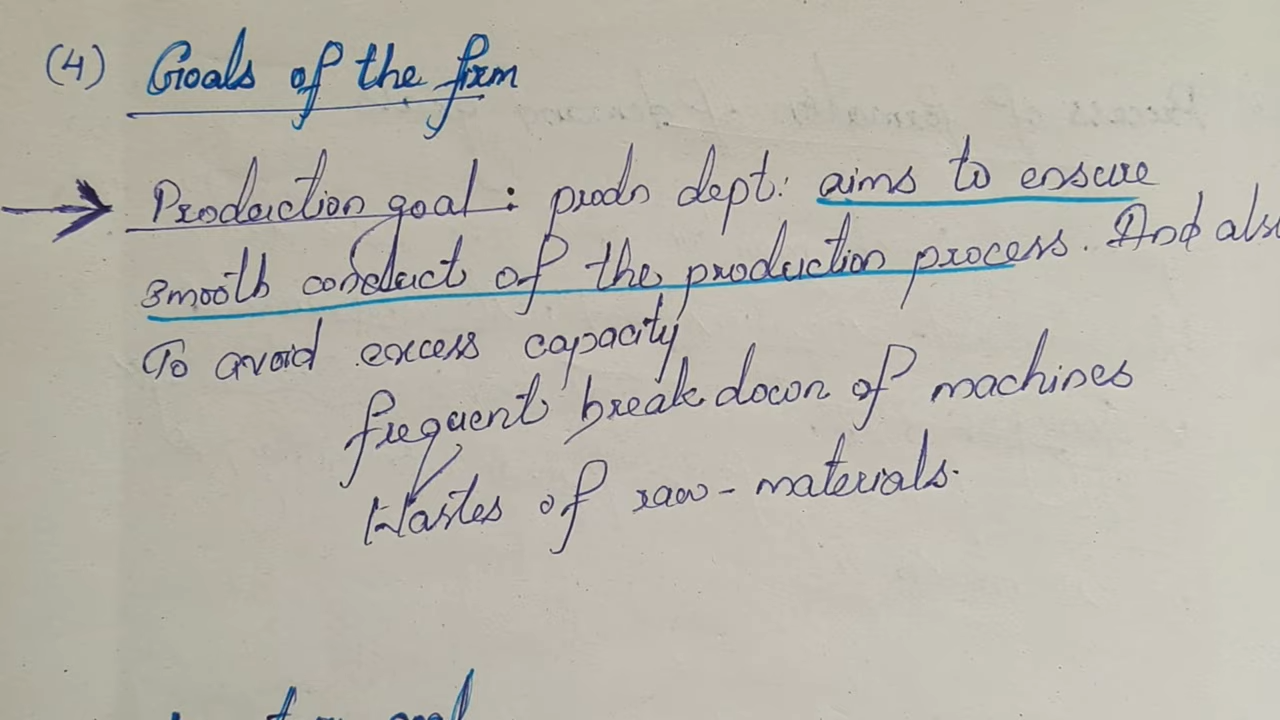 (4) Goals of the firm
Production goal : prodn dept: aims to ensure
smooth conduct of the production process. And also
To avoid excess capacity
frequent break down of machines
Wastes of raw-materials.
goal